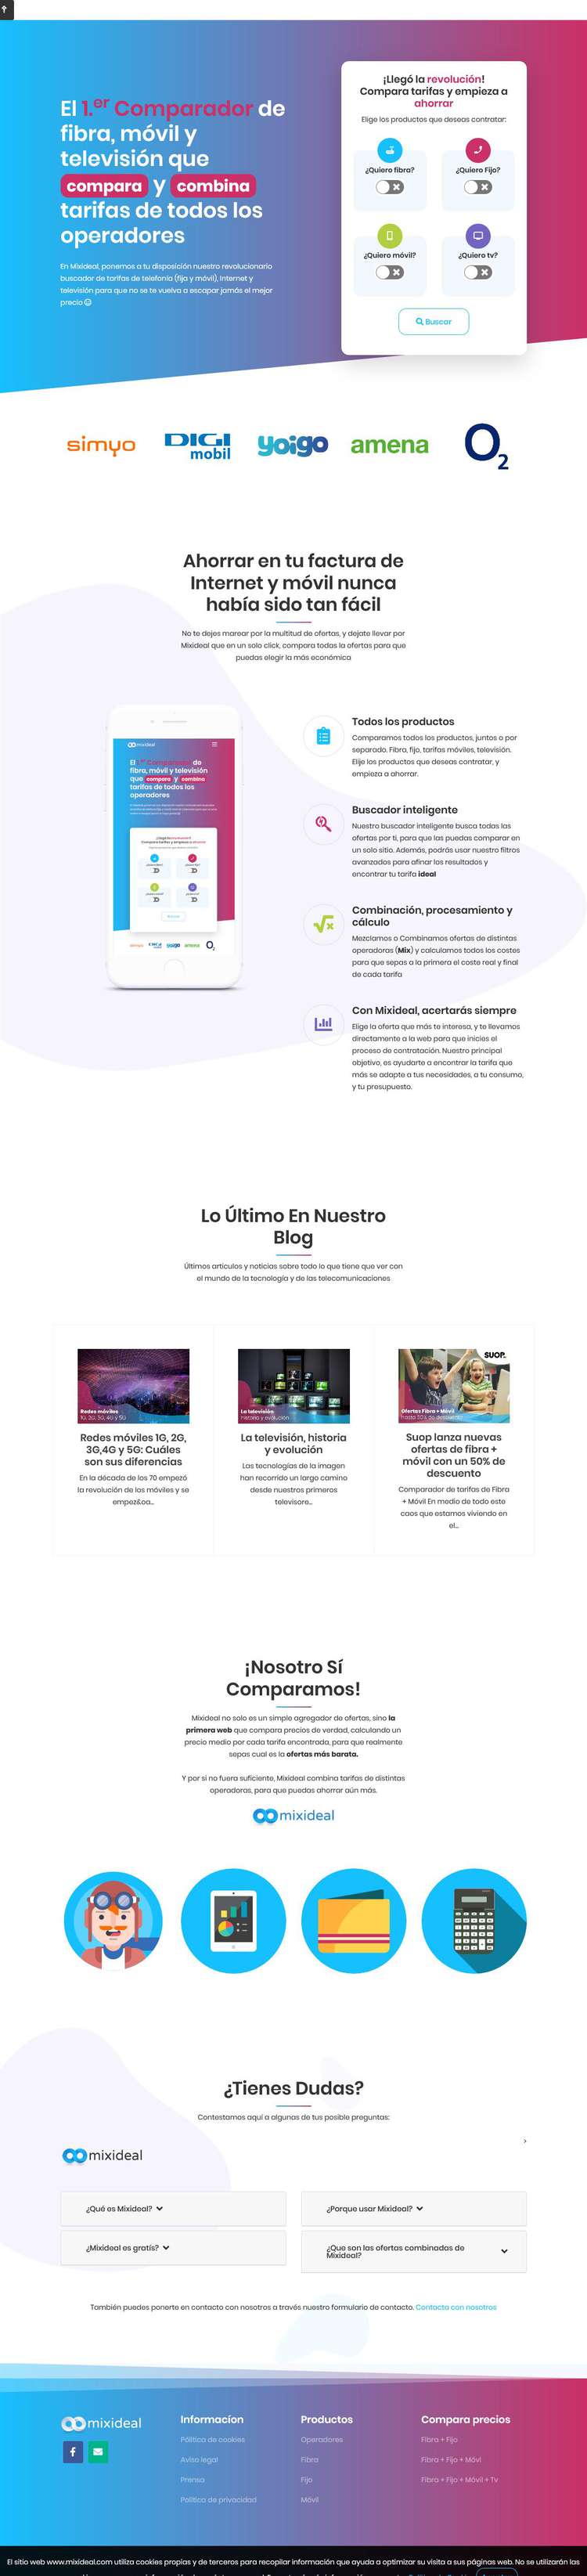 El 1.er Comparador de
fibra, móvil y
televisión que
compara y combina
tarifas de todos los
operadores
En Mixideal, ponemos a tu disposición nuestro revolucionario
buscador de tarifas de telefonía (fija y móvil), Internet y
televisión para que no se te vuelva a escapar jamás el mejor
precio
¡Llegó la revolución!
Compara tarifas y empieza a
ahorrar
Elige los productos que deseas contratar:
¿Quiero fibra?
¿Quiero Fijo?
¿Quiero móvil?
¿Quiero tv?
Buscar
simyo
DIGI
mobil
yoigo
amena
O2
Ahorrar en tu factura de
Internet y móvil nunca
había sido tan fácil
No te dejes marear por la multitud de ofertas, y dejate llevar por
Mixideal que en un solo click, compara todas la ofertas para que
puedas elegir la más económica
mixideal
El 1.er Comparador de
fibra, móvil y televisión
que compara y combina
tarifas de todos los
operadores
Todos los productos
Comparamos todos los productos, juntos o por
separado. Fibra, fijo, tarifas móviles, televisión.
Elije los productos que deseas contratar, y
empieza a ahorrar.
Buscador inteligente
Nuestro buscador inteligente busca todas las
ofertas por ti, para que las puedas comparar en
un solo sitio. Además, podrás usar nuestro filtros
avanzados para afinar los resultados y
encontrar tu tarifa ideal
Combinación, procesamiento y
cálculo
Mezclamos o Combinamos ofertas de distintas
operadoras (Mix) y calculamos todos los costes
para que sepas a la primera el coste real y final
de cada tarifa
Con Mixideal, acertarás siempre
Elige la oferta que más te interesa, y te llevamos
directamente a la web para que inicies el
proceso de contratación. Nuestro principal
objetivo, es ayudarte a encontrar la tarifa que
más se adapte a tus necesidades, a tu consumo,
y tu presupuesto.
Lo Último En Nuestro
Blog
Últimos artículos y noticias sobre todo lo que tiene que ver con
el mundo de la tecnología y de las telecomunicaciones
Redes móviles
1G, 2G, 3G, 4G y 5G
Redes móviles 1G, 2G,
3G,4G y 5G: Cuáles
son sus diferencias
En la década de los 70 empezó
la revolución de los móviles y se
empez&oa...
La televisión
historia y evolución
La televisión, historia
y evolución
Las tecnologías de la imagen
han recorrido un largo camino
desde nuestros primeros
televisore...
SUOP.
Ofertas Fibra + Móvil
hasta 50% de descuento
Suop lanza nuevas
ofertas de fibra +
móvil con un 50% de
descuento
Comparador de tarifas de Fibra
+ Móvil En medio de todo este
caos que estamos viviendo en
el...
¡Nosotro Sí
Comparamos!
Mixideal no solo es un simple agregador de ofertas, sino la
primera web que compara precios de verdad, calculando un
precio medio por cada tarifa encontrada, para que realmente
sepas cual es la ofertas más barata.
Y por si no fuera suficiente, Mixideal combina tarifas de distintas
operadoras, para que puedas ahorrar aún más.
mixideal
¿Tienes Dudas?
Contestamos aquí a algunas de tus posible preguntas:
mixideal
¿Qué es Mixideal?
¿Porque usar Mixideal?
¿Mixideal es gratis?
¿Que son las ofertas combinadas de
Mixideal?
También puedes ponerte en contacto con nosotros a través nuestro formulario de contacto. Contacta con nosotros
mixideal
Informacíon
Pólitica de cookies
Aviso legal
Prensa
Política de privacidad
Productos
Operadores
Fibra
Fijo
Móvil
Compara precios
Fibra + Fijo
Fibra + Fijo + Móvl
Fibra + Fijo + Móvil + Tv
El sitio web www.mixideal.com utiliza cookies propias y de terceros para recopilar información que ayuda a optimizar su visita a sus páginas web. No se utilizarán las